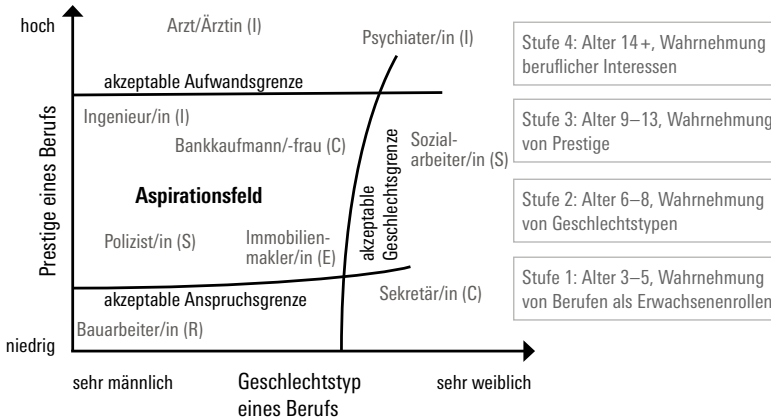 hoch
Arzt/Ärztin (I)
Psychiater/in (I)
akzeptable Aufwandsgrenze
Ingenieur/in (I)
Bankkaufmann/-frau (C)
Sozial-
arbeiter/in (S)
Aspirationsfeld
akzeptable
Geschlechtsgrenze
Polizist/in (S)
Immobilien-
makler/in (E)
akzeptable Anspruchsgrenze
Sekretär/in (C)
Bauarbeiter/in (R)
niedrig
Prestige eines Berufs
sehr männlich
Geschlechtstyp
eines Berufs
sehr weiblich
Stufe 4: Alter 14+, Wahrnehmung
beruflicher Interessen
Stufe 3: Alter 9–13, Wahrnehmung
von Prestige
Stufe 2: Alter 6–8, Wahrnehmung
von Geschlechtstypen
Stufe 1: Alter 3–5, Wahrnehmung
von Berufen als Erwachsenenrollen